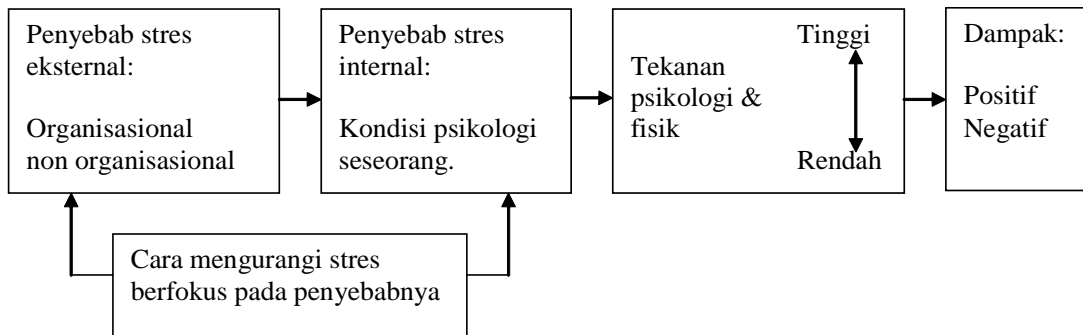 Penyebab stres
eksternal:
Organisasional
non organisasional
Penyebab stres
internal:
Kondisi psikologi
seseorang.
Tekanan
psikologi &
fisik
Tinggi
Rendah
Dampak:
Positif
Negatif
Cara mengurangi stres
berfokus pada penyebabnya